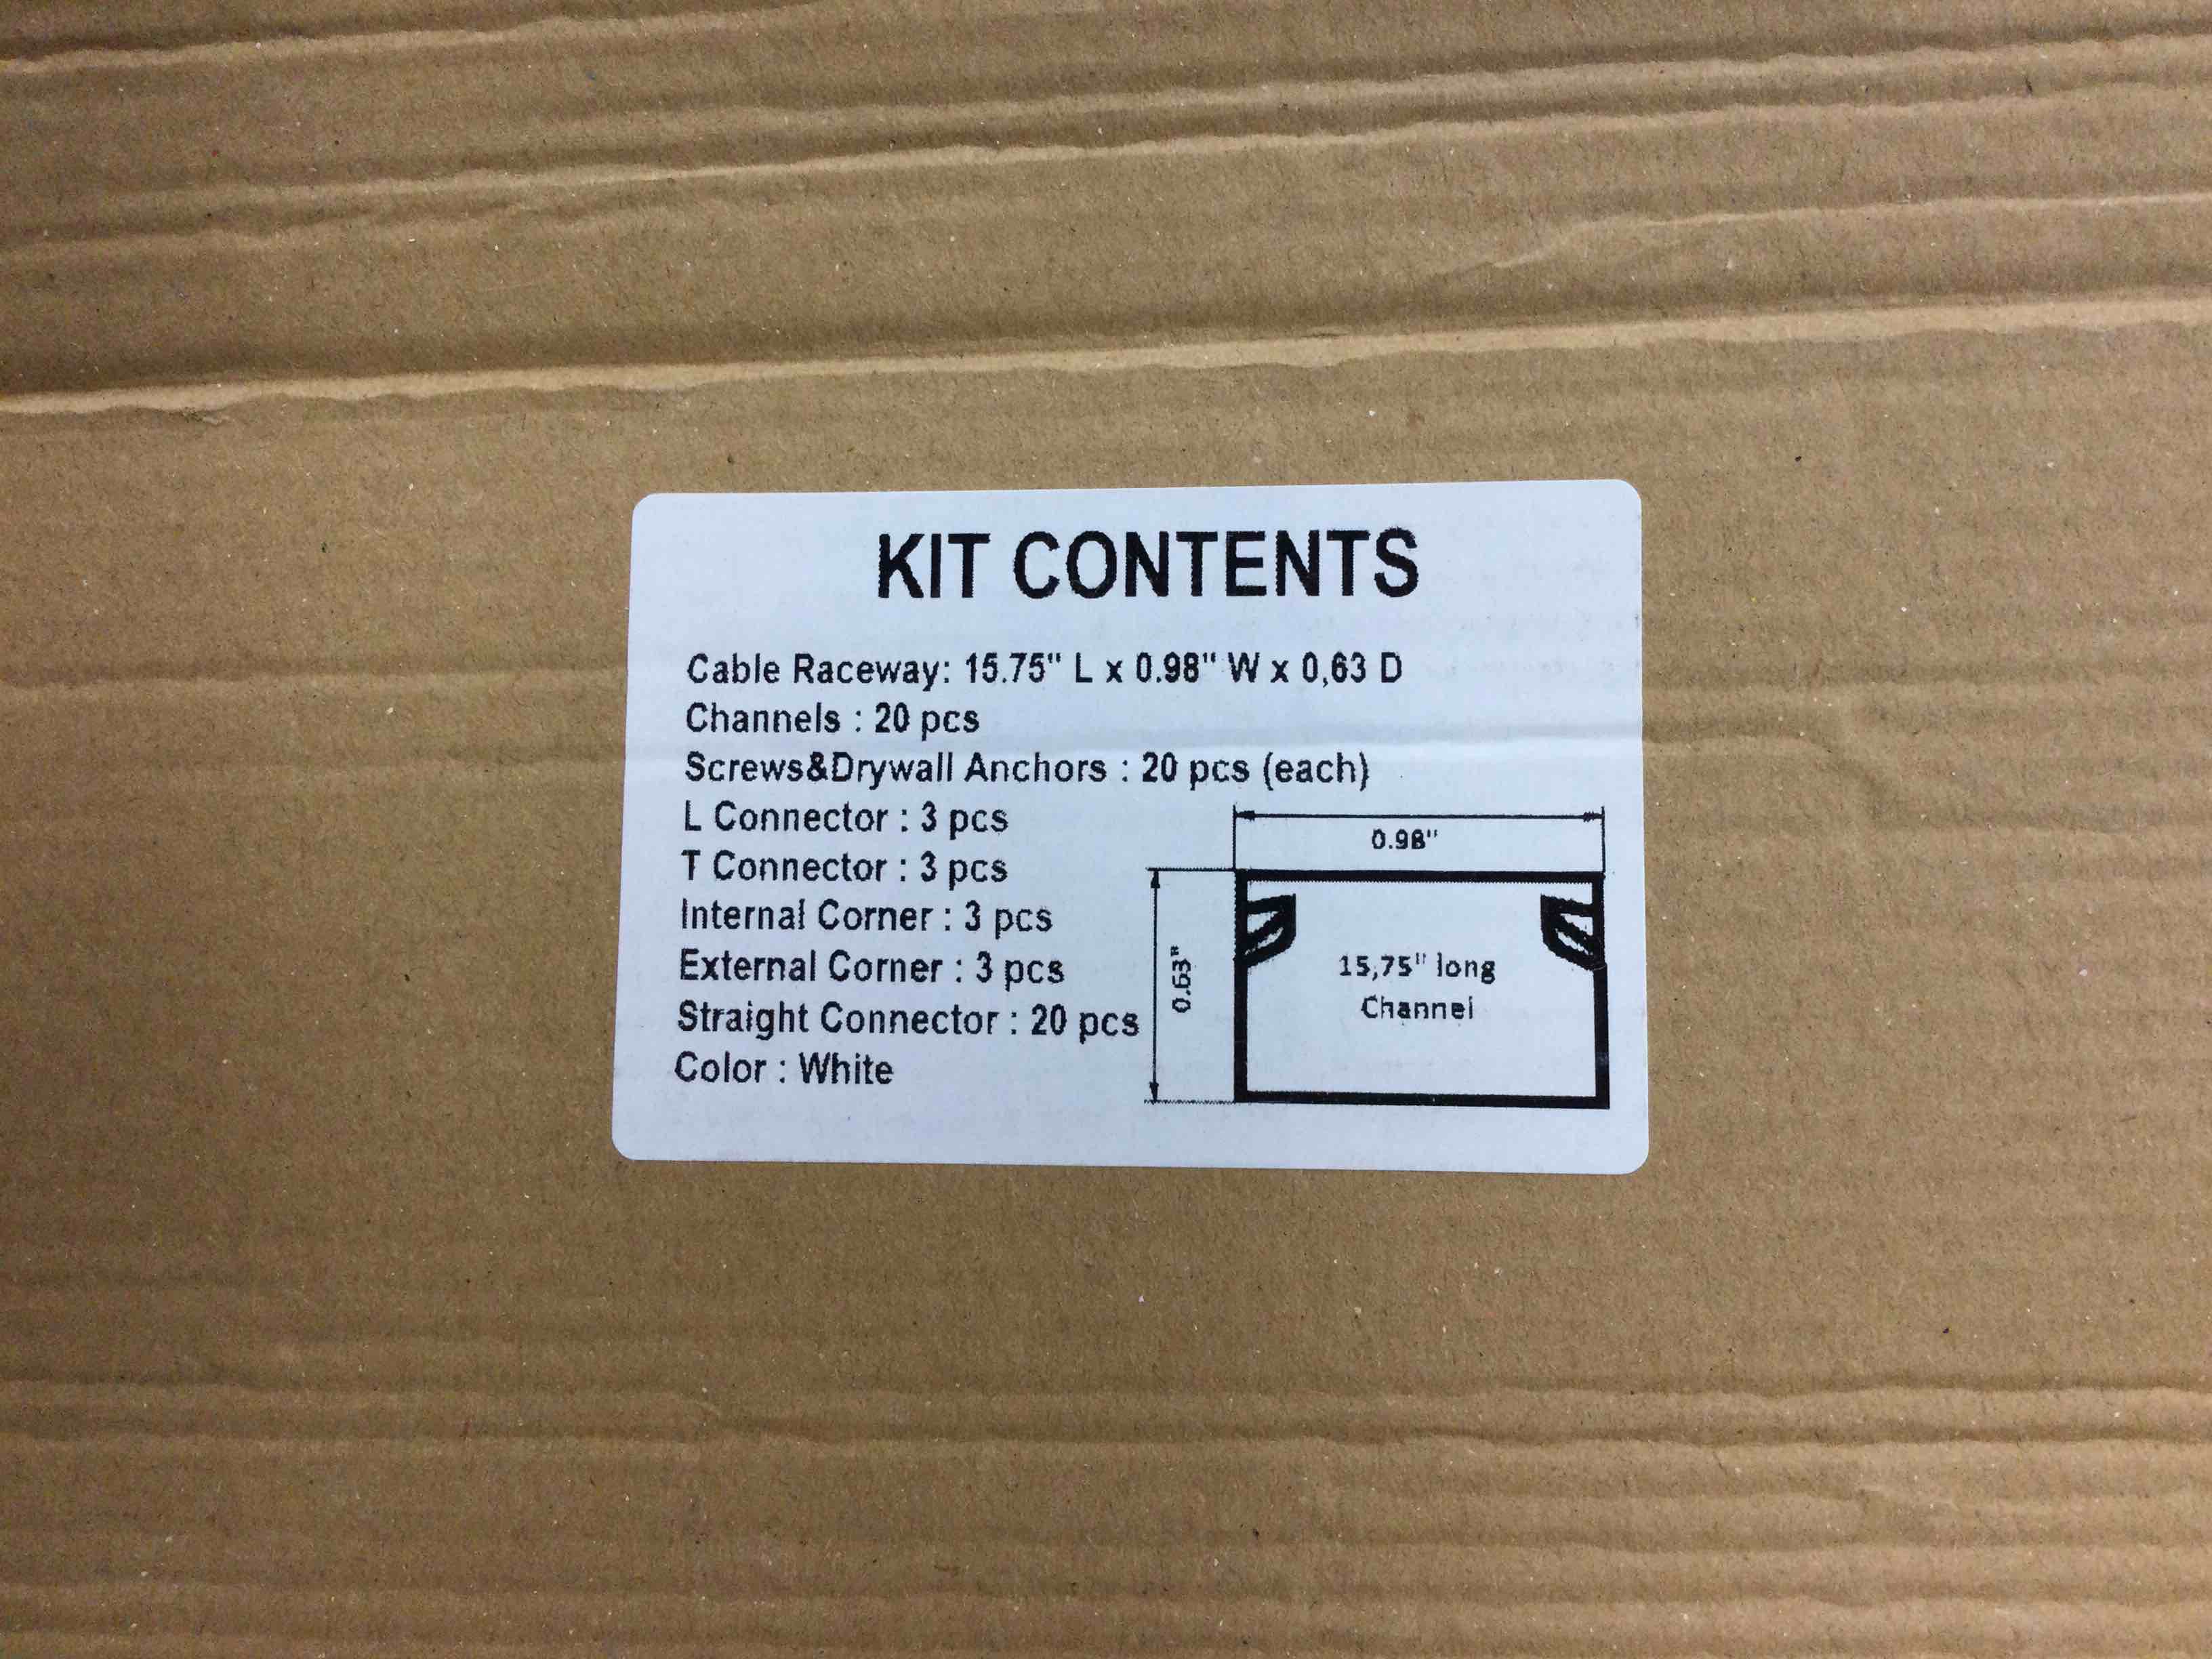 KIT CONTENTS
Cable Raceway: 15.75" L x 0.98" W x 0,63 D
Channels : 20 pcs
Screws&Drywall Anchors : 20 pcs (each)
L Connector : 3 pcs
T Connector : 3 pcs
Internal Corner : 3 pcs
External Corner : 3 pcs
Straight Connector : 20 pcs
Color : White
0.98"
0.63"
15,75" long
Channel